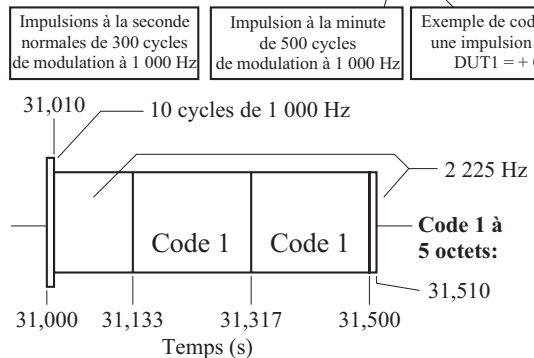 Impulsions à la seconde
normales de 300 cycles
de modulation à 1 000 Hz
Impulsion à la minute
de 500 cycles
de modulation à 1 000 Hz
Exemple de
une impulsion
DUT1 = +
31,010
10 cycles de 1 000 Hz
2 225 Hz
Code 1
Code 1
Code 1 à
5 octets:
31,510
31,000
31,133
31,317
31,500
Temps (s)